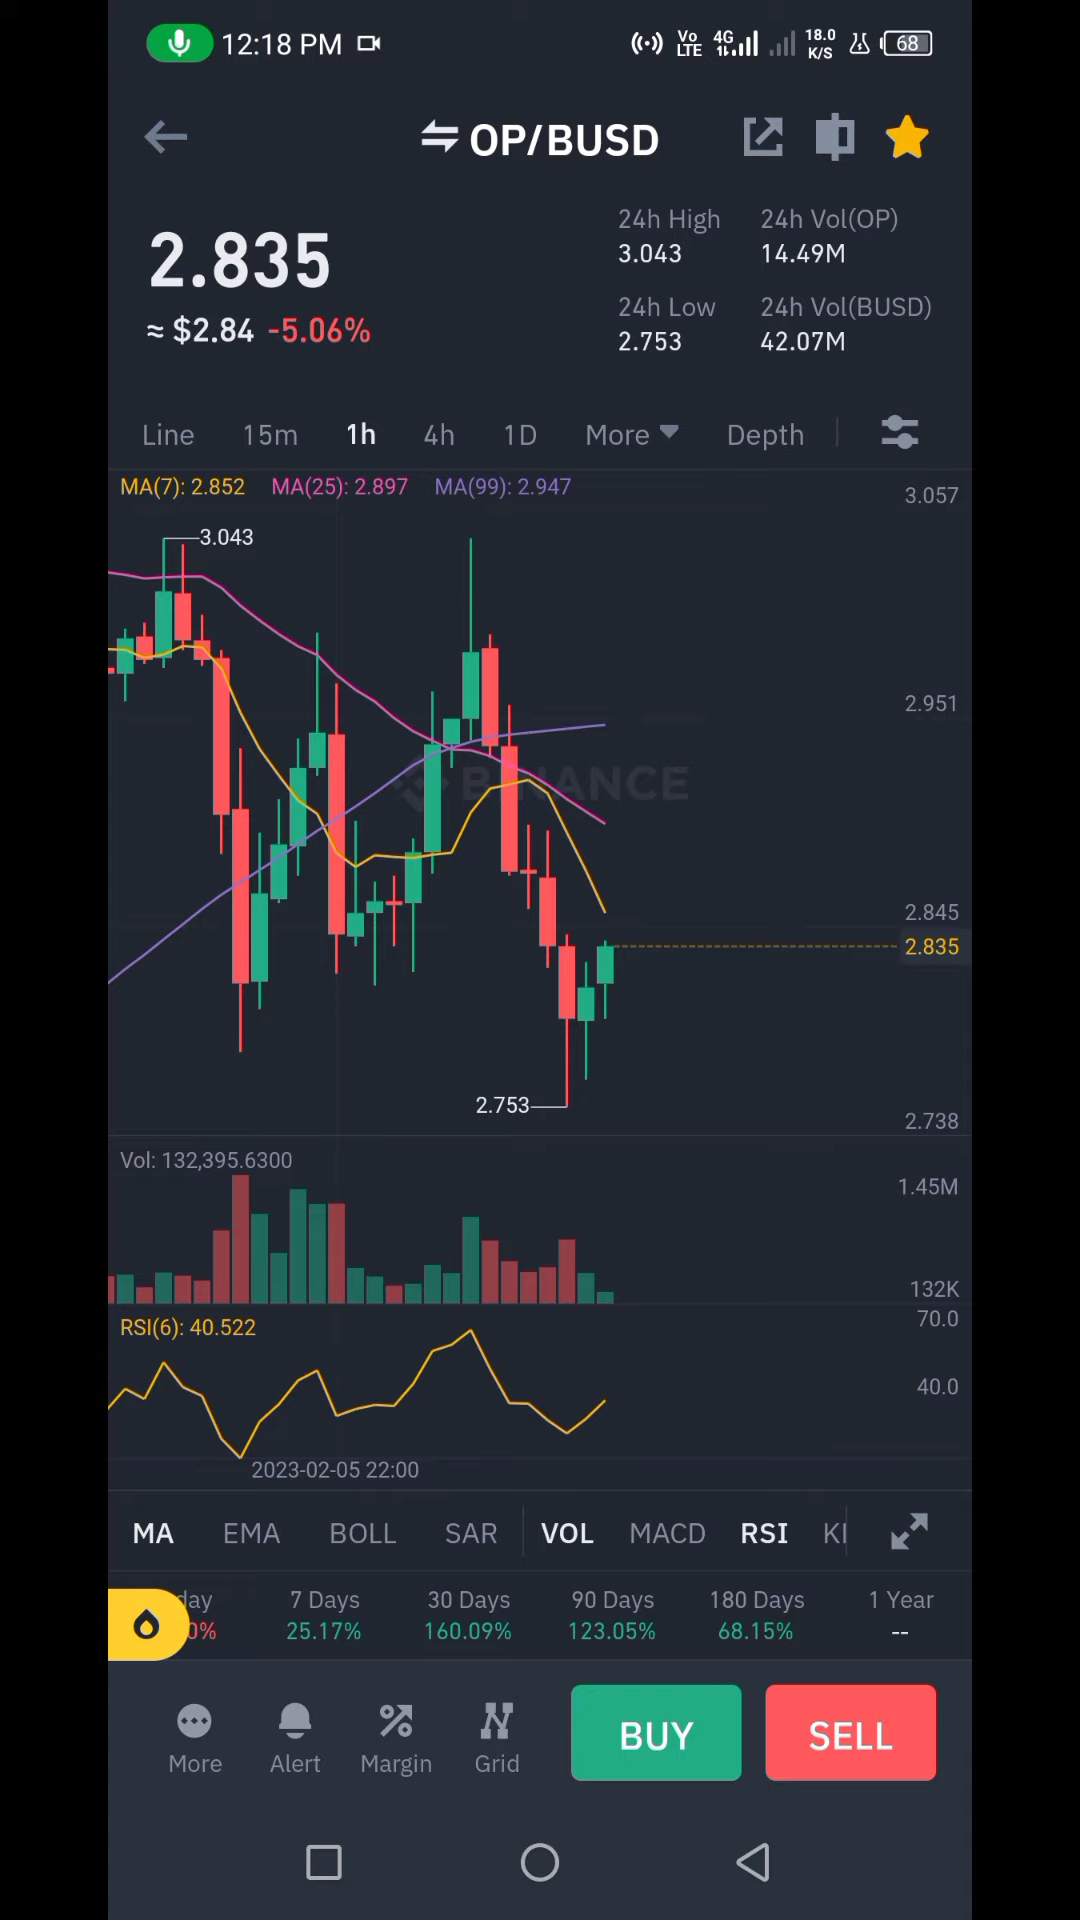 12:18 PM
Vo LTE 4G 18.0 K/S 68
OP/BUSD
2.835
≈ $2.84 -5.06%
24h High 24h Vol(OP)
3.043 14.49M
24h Low 24h Vol(BUSD)
2.753 42.07M
Line 15m 1h 4h 1D More Depth
MA(7): 2.852 MA(25): 2.897 MA(99): 2.947
3.057
3.043
2.951
BINANCE
2.845
2.835
2.753
2.738
Vol: 132,395.6300
1.45M
132K
RSI(6): 40.522
70.0
40.0
2023-02-05 22:00
MA EMA BOLL SAR VOL MACD RSI
day 7 Days 30 Days 90 Days 180 Days 1 Year
0% 25.17% 160.09% 123.05% 68.15% --
More Alert Margin Grid
BUY SELL